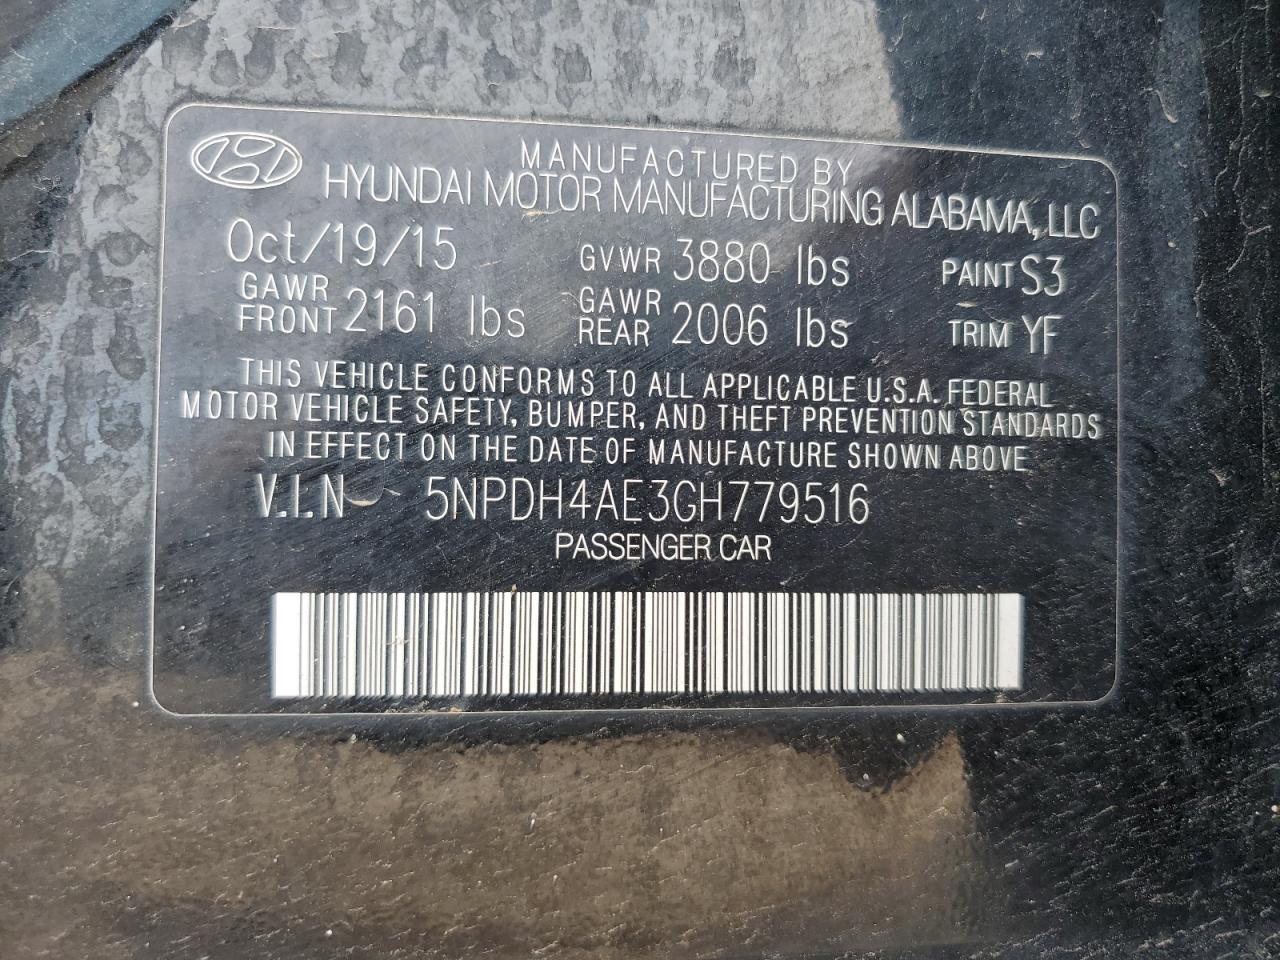 MANUFACTURED BY
HYUNDAI MOTOR MANUFACTURING ALABAMA, LLC
Oct/19/15 GVWR 3880 lbs PAINT S3
GAWR FRONT 2161 lbs GAWR REAR 2006 lbs TRIM YF
THIS VEHICLE CONFORMS TO ALL APPLICABLE U.S.A. FEDERAL
MOTOR VEHICLE SAFETY, BUMPER, AND THEFT PREVENTION STANDARDS
IN EFFECT ON THE DATE OF MANUFACTURE SHOWN ABOVE
V.I.N 5NPDH4AE3GH779516
PASSENGER CAR